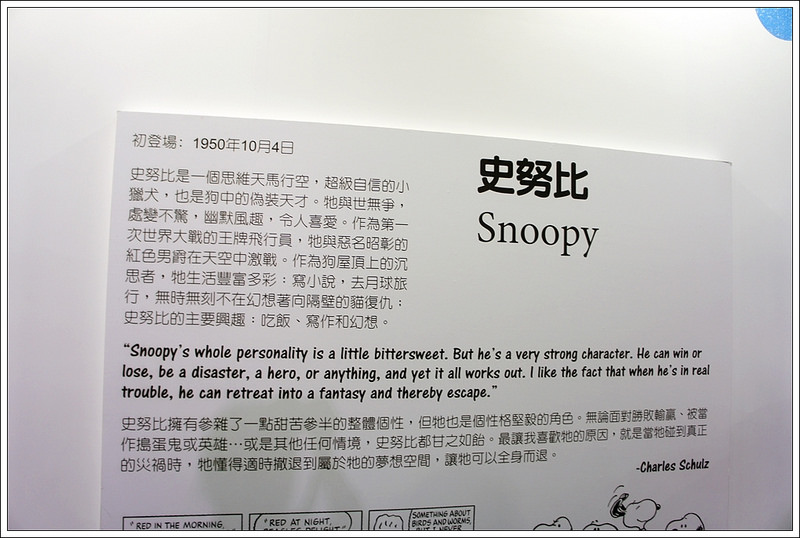 初登場：1950年10月4日
史努比
Snoopy
史努比是一個思維天馬行空，超級自信的小
獵犬，也是狗中的偽裝天才。牠與世無爭，
處變不驚，幽默風趣，令人喜愛。作為第一
次世界大戰的王牌飛行員，牠與惡名昭彰的
紅色男爵在天空中激戰。作為狗屋頂上的沉
思者，牠生活豐富多彩：寫小說，去月球旅
行，無時無刻不在幻想著向隔壁的貓復仇；
史努比的主要興趣：吃飯、寫作和幻想。
“Snoopy's whole personality is a little bittersweet. But he's a very strong character. He can win or
lose, be a disaster, a hero, or anything, and yet it all works out. I like the fact that when he's in real
trouble, he can retreat into a fantasy and thereby escape.”
史努比擁有參雜了一點甜苦參半的整體個性，但牠也是個性格堅毅的角色。無論面對勝敗輸贏、被當
作搗蛋鬼或英雄…或是其他任何情境，史努比都甘之如飴。最讓我喜歡牠的原因，就是當牠碰到真正
的災禍時，牠懂得適時撤退到屬於牠的夢想空間，讓牠可以全身而退。
-Charles Schulz
"RED IN THE MORNING,
"RED AT NIGHT,
SOMETHING ABOUT
BIRDS AND WORMS,